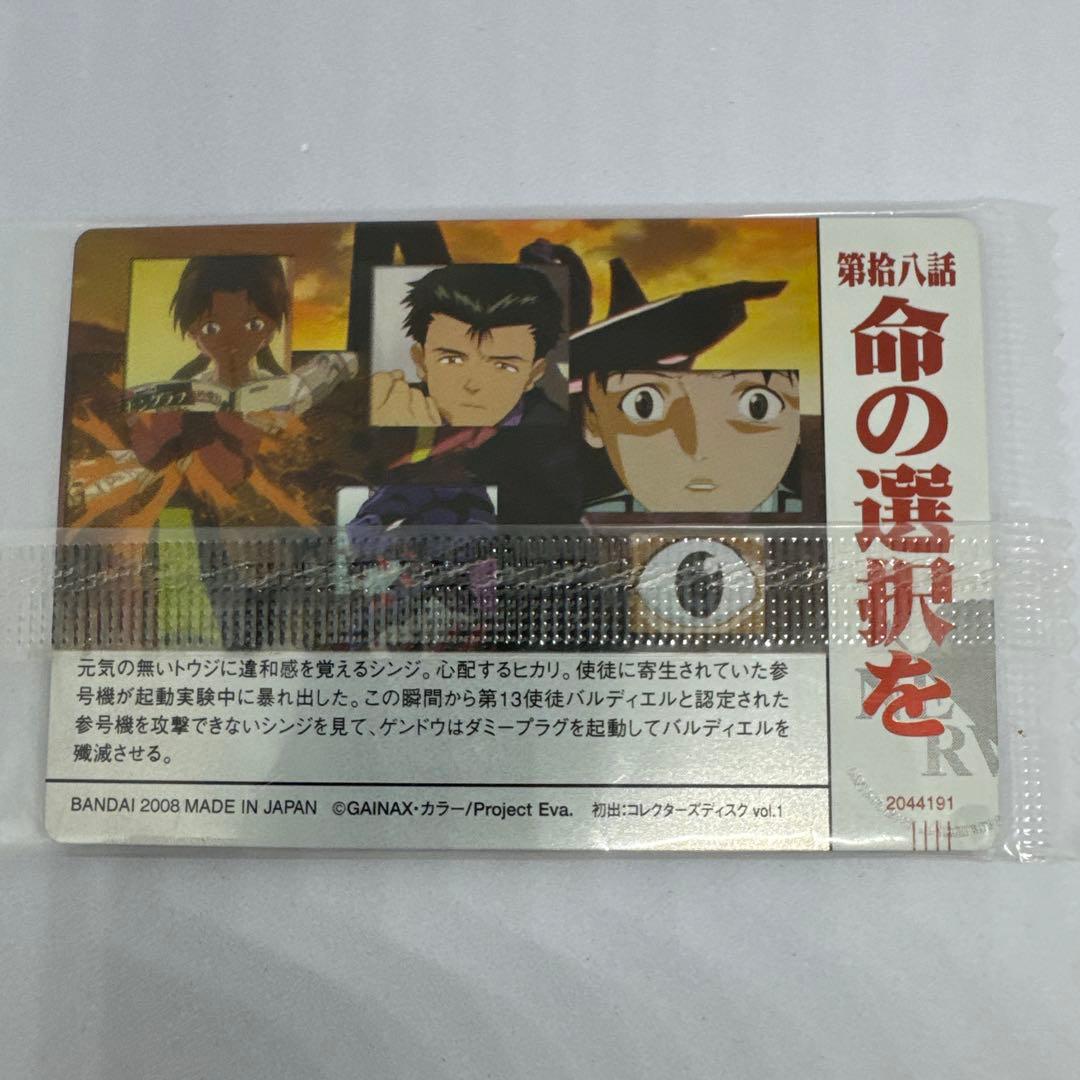 第拾八話
命の選択を
元気の無いトウジに違和感を覚えるシンジ。心配するヒカリ。使徒に寄生されていた参
号機が起動実験中に暴れ出した。この瞬間から第13使徒バルディエルと認定された
参号機を攻撃できないシンジを見て、ゲンドウはダミープラグを起動してバルディエルを
殲滅させる。
BANDAI 2008 MADE IN JAPAN ©GAINAX・カラー/Project Eva. 初出:コレクターズディスク vol.1
NERV
2044191